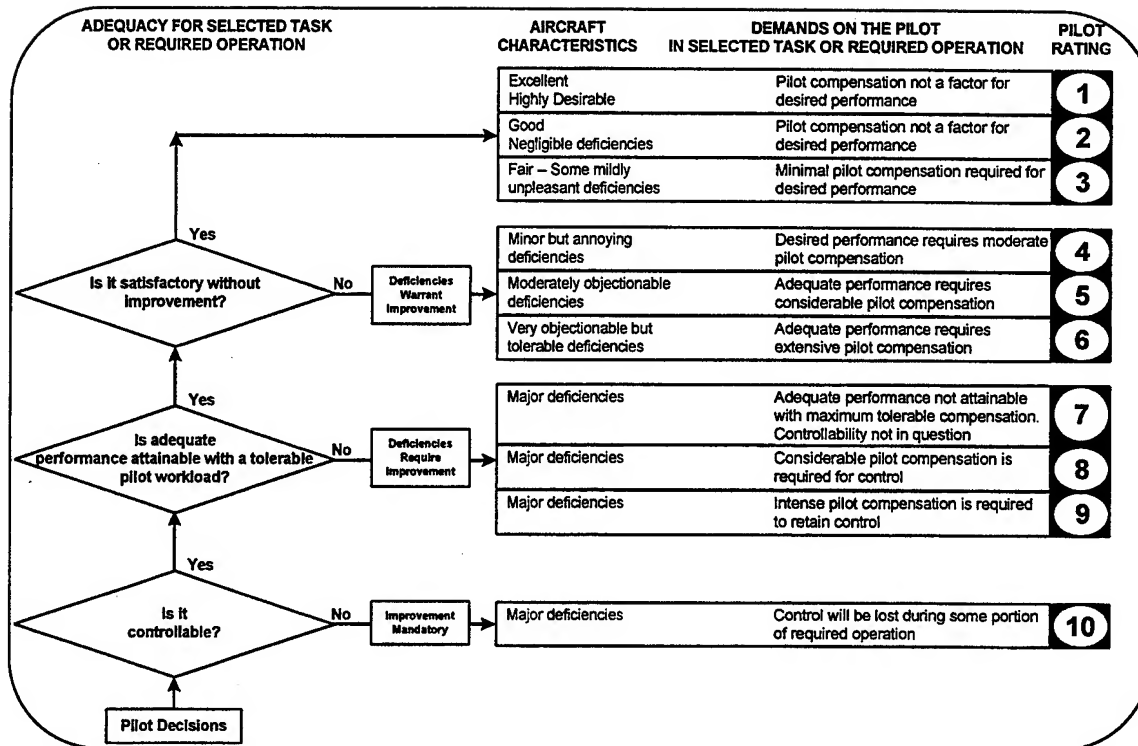 ADEQUACY FOR SELECTED TASK
OR REQUIRED OPERATION
AIRCRAFT
CHARACTERISTICS
DEMANDS ON THE PILOT
IN SELECTED TASK OR REQUIRED OPERATION
PILOT
RATING
Excellent
Highly Desirable
Pilot compensation not a factor for
desired performance
1
Good
Negligible deficiencies
Pilot compensation not a factor for
desired performance
2
Fair – Some mildly
unpleasant deficiencies
Minimal pilot compensation required for
desired performance
3
Yes
Is it satisfactory without
improvement?
No
Deficiencies
Warrant
Improvement
Minor but annoying
deficiencies
Desired performance requires moderate
pilot compensation
4
Moderately objectionable
deficiencies
Adequate performance requires
considerable pilot compensation
5
Very objectionable but
tolerable deficiencies
Adequate performance requires
extensive pilot compensation
6
Yes
Is adequate
performance attainable with a tolerable
pilot workload?
No
Deficiencies
Require
Improvement
Major deficiencies
Adequate performance not attainable
with maximum tolerable compensation.
Controllability not in question
7
Major deficiencies
Considerable pilot compensation is
required for control
8
Major deficiencies
Intense pilot compensation is required
to retain control
9
Yes
Is it
controllable?
No
Improvement
Mandatory
Major deficiencies
Control will be lost during some portion
of required operation
10
Pilot Decisions